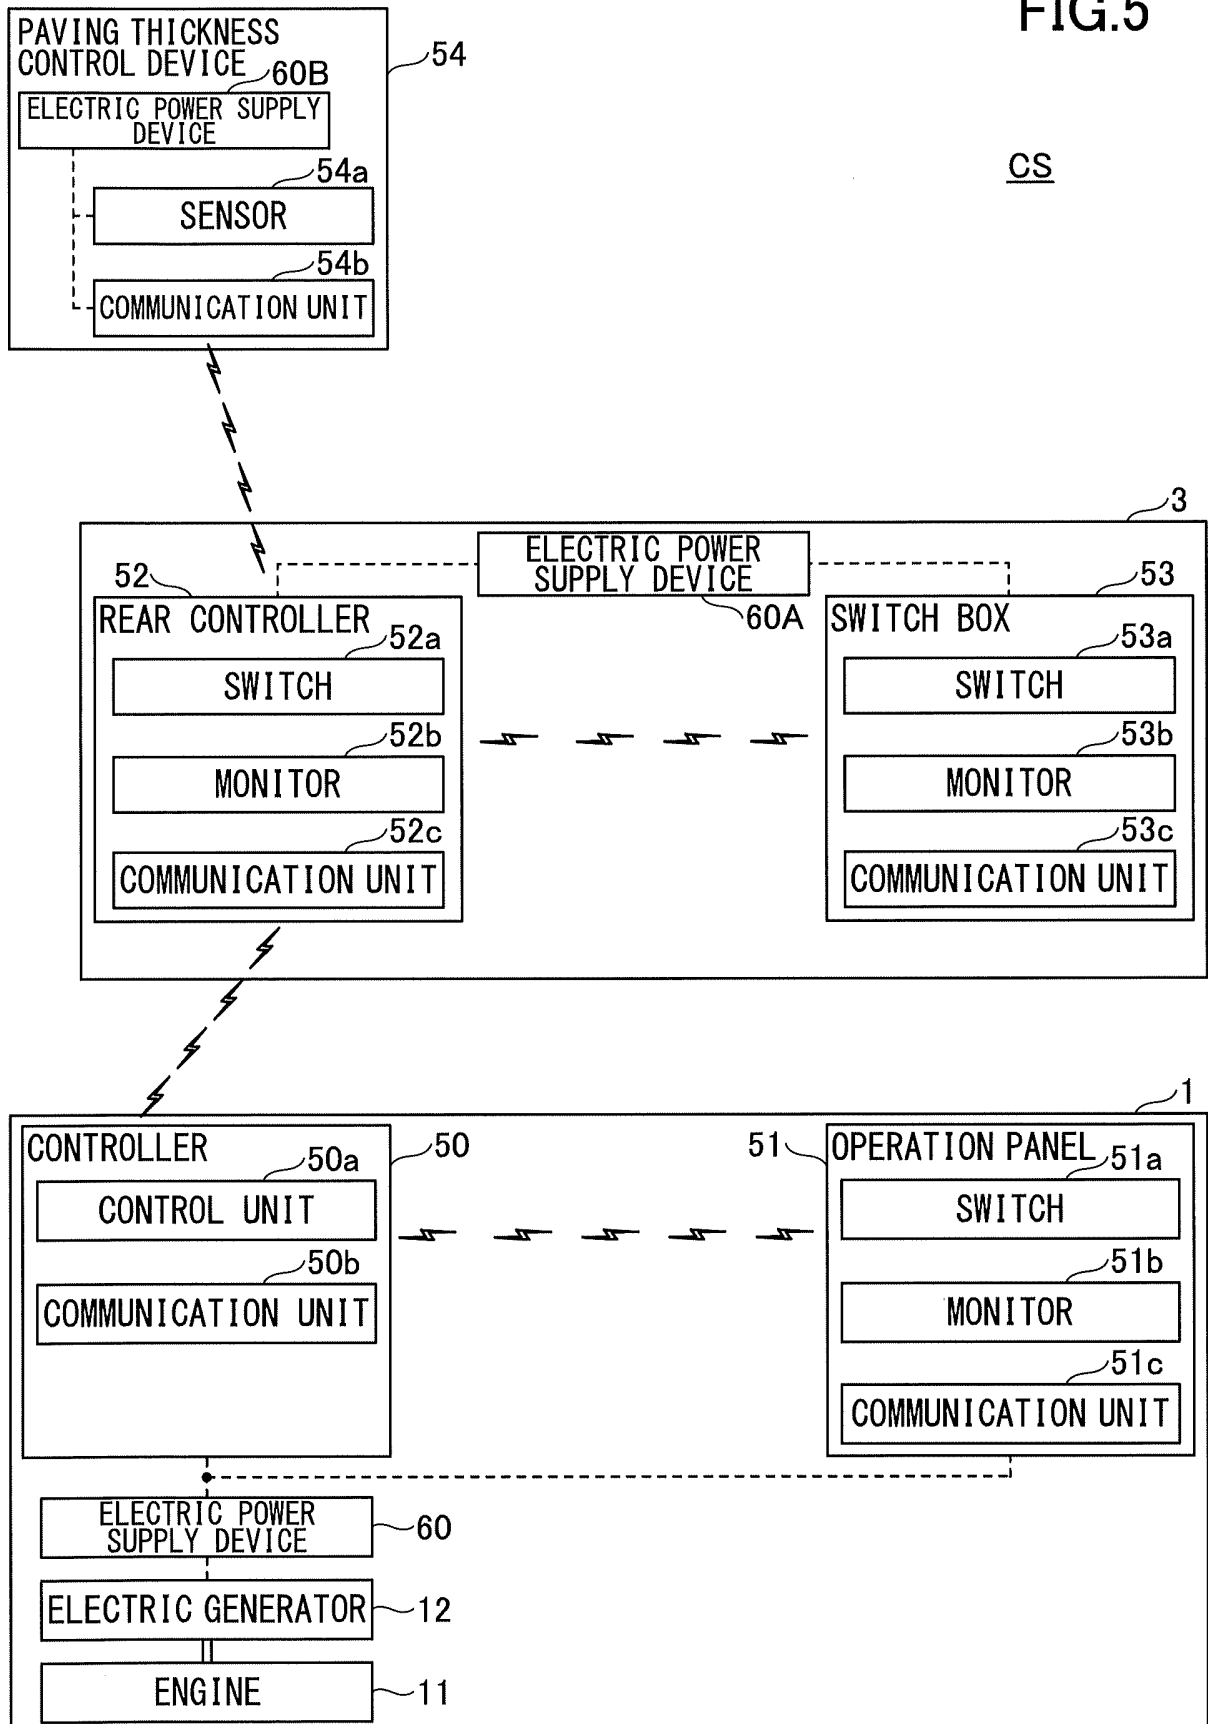 FIG.5
CS
PAVING THICKNESS
CONTROL DEVICE
54
60B
ELECTRIC POWER SUPPLY
DEVICE
54a
SENSOR
54b
COMMUNICATION UNIT
3
ELECTRIC POWER
SUPPLY DEVICE
60A
52
REAR CONTROLLER
52a
SWITCH
52b
MONITOR
52c
COMMUNICATION UNIT
53
SWITCH BOX
53a
SWITCH
53b
MONITOR
53c
COMMUNICATION UNIT
1
CONTROLLER
50
50a
CONTROL UNIT
50b
COMMUNICATION UNIT
51
OPERATION PANEL
51a
SWITCH
51b
MONITOR
51c
COMMUNICATION UNIT
ELECTRIC POWER
SUPPLY DEVICE
60
ELECTRIC GENERATOR
12
ENGINE
11